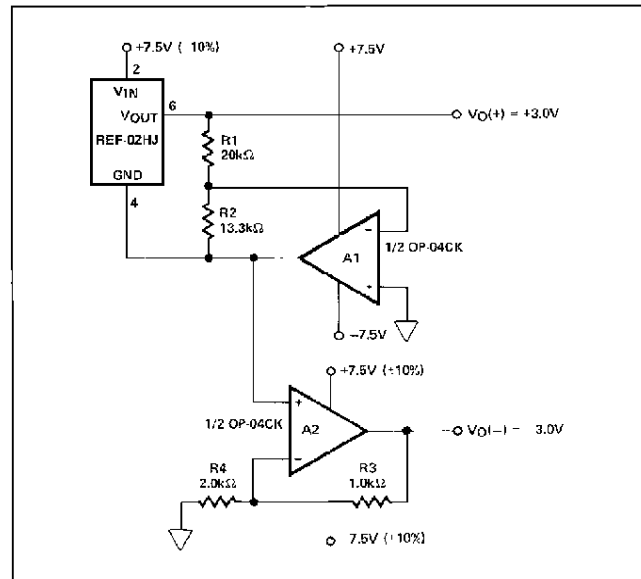 +7.5V ( 10%)
2
VIN
VOUT
6
REF-02HJ
GND
4
R1
20kΩ
R2
13.3kΩ
+7.5V
VO(+) = +3.0V
−
A1
+
1/2 OP-04CK
−7.5V
+7.5V (±10%)
1/2 OP-04CK
+
A2
−
VO(−) = 3.0V
R4
2.0kΩ
R3
1.0kΩ
7.5V (±10%)